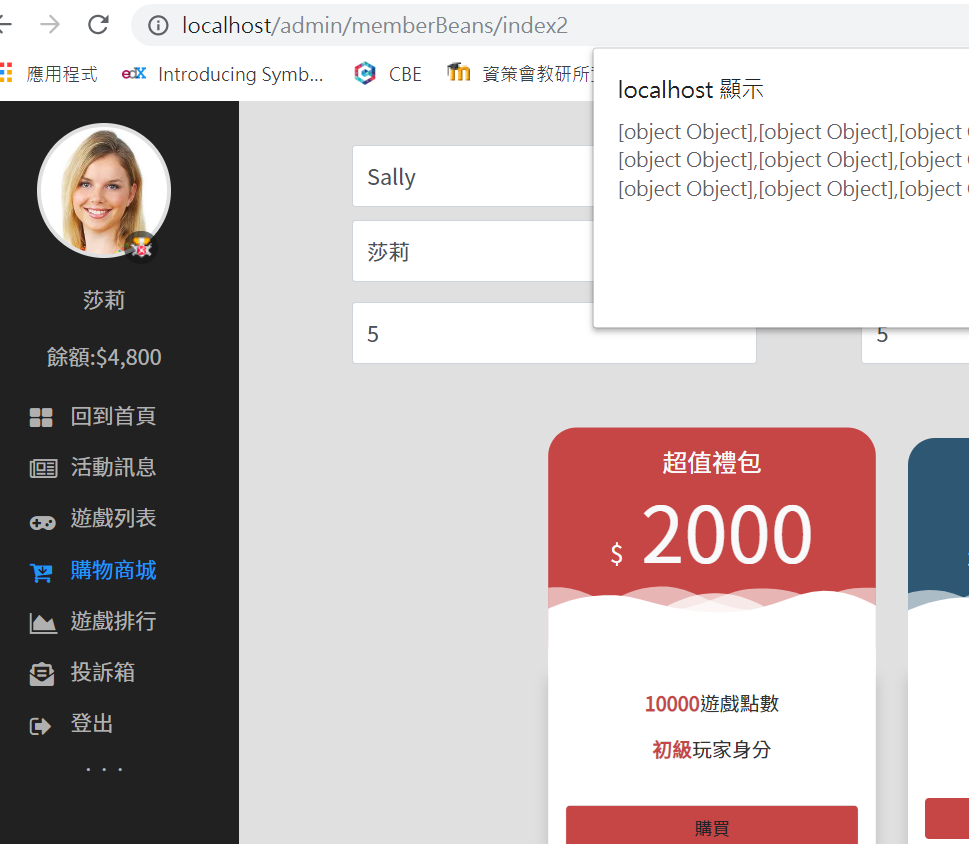 localhost/admin/memberBeans/index2
應用程式
edX Introducing Symb...
CBE
資策會教研所
localhost 顯示
[object Object],[object Object],[object
[object Object],[object Object],[object
[object Object],[object Object],[object
Sally
莎莉
5
5
莎莉
餘額:$4,800
回到首頁
活動訊息
遊戲列表
購物商城
遊戲排行
投訴箱
登出
. . .
超值禮包
$ 2000
10000遊戲點數
初級玩家身分
購買